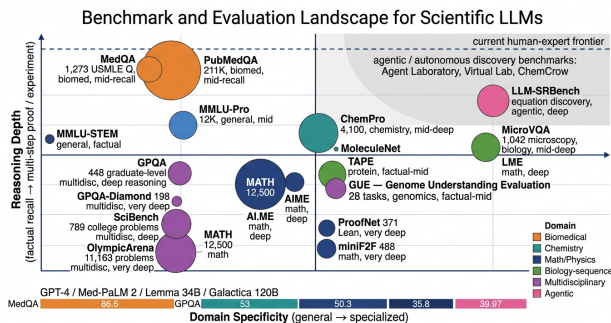 Benchmark and Evaluation Landscape for Scientific LLMs
current human-expert frontier
MedQA
1,273 USMLE Q,
biomed, mid-recall
PubMedQA
211K, biomed,
mid-recall
agentic / autonomous discovery benchmarks:
Agent Laboratory, Virtual Lab, ChemCrow
LLM-SRBench
equation discovery,
agentic, deep
MMLU-Pro
12K, general, mid
MMLU-STEM
general, factual
ChemPro
4,100, chemistry, mid-deep
MoleculeNet
MicroVQA
1,042 microscopy,
biology, mid-deep
LME
math, deep
GPQA
448 graduate-level
multidisc, deep reasoning
GPQA-Diamond 198
multidisc, very deep
SciBench
789 college problems
multidisc, deep
OlympicArena
11,163 problems
multidisc, very deep
MATH
12,500
math
MATH
12,500
AI.ME
math,
deep
AIME
math,
deep
TAPE
protein, factual-mid
GUE — Genome Understanding Evaluation
28 tasks, genomics, factual-mid
ProofNet 371
Lean, very deep
miniF2F 488
math, very deep
Domain
Biomedical
Chemistry
Math/Physics
Biology-sequence
Multidisciplinary
Agentic
Reasoning Depth
(factual recall → multi-step proof / experiment)
GPT-4 / Med-PaLM 2 / Lemma 34B / Galactica 120B
MedQA 86.5 GPQA 53 50.3 35.8 39.97
Domain Specificity (general → specialized)